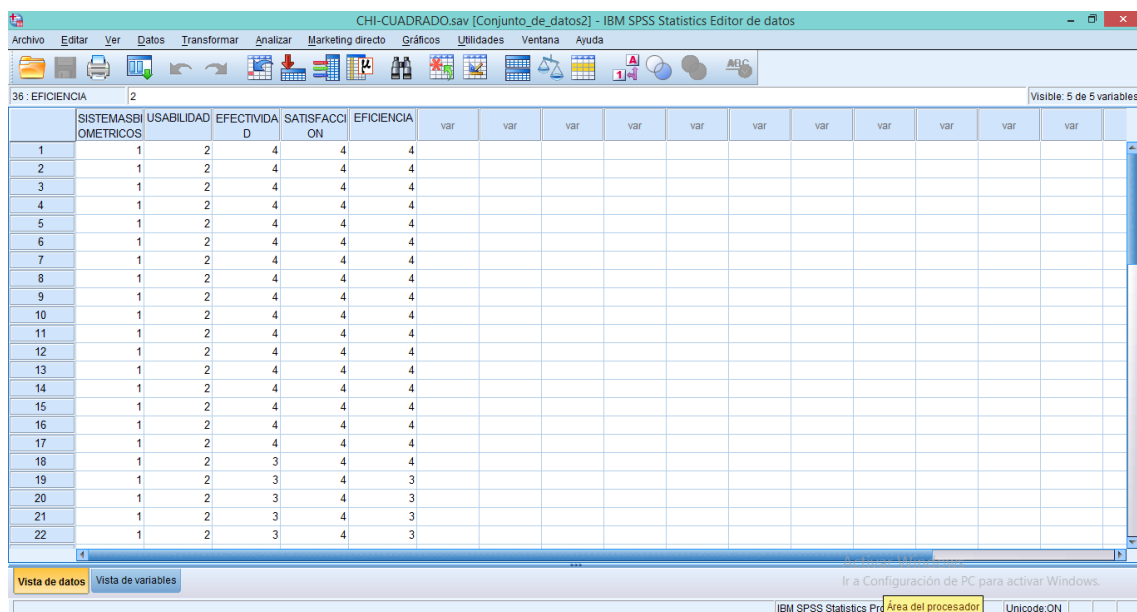 CHI-CUADRADO.sav [Conjunto_de_datos2] - IBM SPSS Statistics Editor de datos
Archivo Editar Ver Datos Transformar Analizar Marketing directo Gráficos Utilidades Ventana Ayuda
36 : EFICIENCIA 2 Visible: 5 de 5 variables
SISTEMASBIOMETRICOS USABILIDAD EFECTIVIDAD SATISFACCION EFICIENCIA var var var var var var var var var var
1 1 2 4 4 4
2 1 2 4 4 4
3 1 2 4 4 4
4 1 2 4 4 4
5 1 2 4 4 4
6 1 2 4 4 4
7 1 2 4 4 4
8 1 2 4 4 4
9 1 2 4 4 4
10 1 2 4 4 4
11 1 2 4 4 4
12 1 2 4 4 4
13 1 2 4 4 4
14 1 2 4 4 4
15 1 2 4 4 4
16 1 2 4 4 4
17 1 2 4 4 4
18 1 2 3 4 4
19 1 2 3 4 3
20 1 2 3 4 3
21 1 2 3 4 3
22 1 2 3 4 3
Vista de datos Vista de variables
Ir a Configuración de PC para activar Windows.
IBM SPSS Statistics Área del procesador Unicode:ON